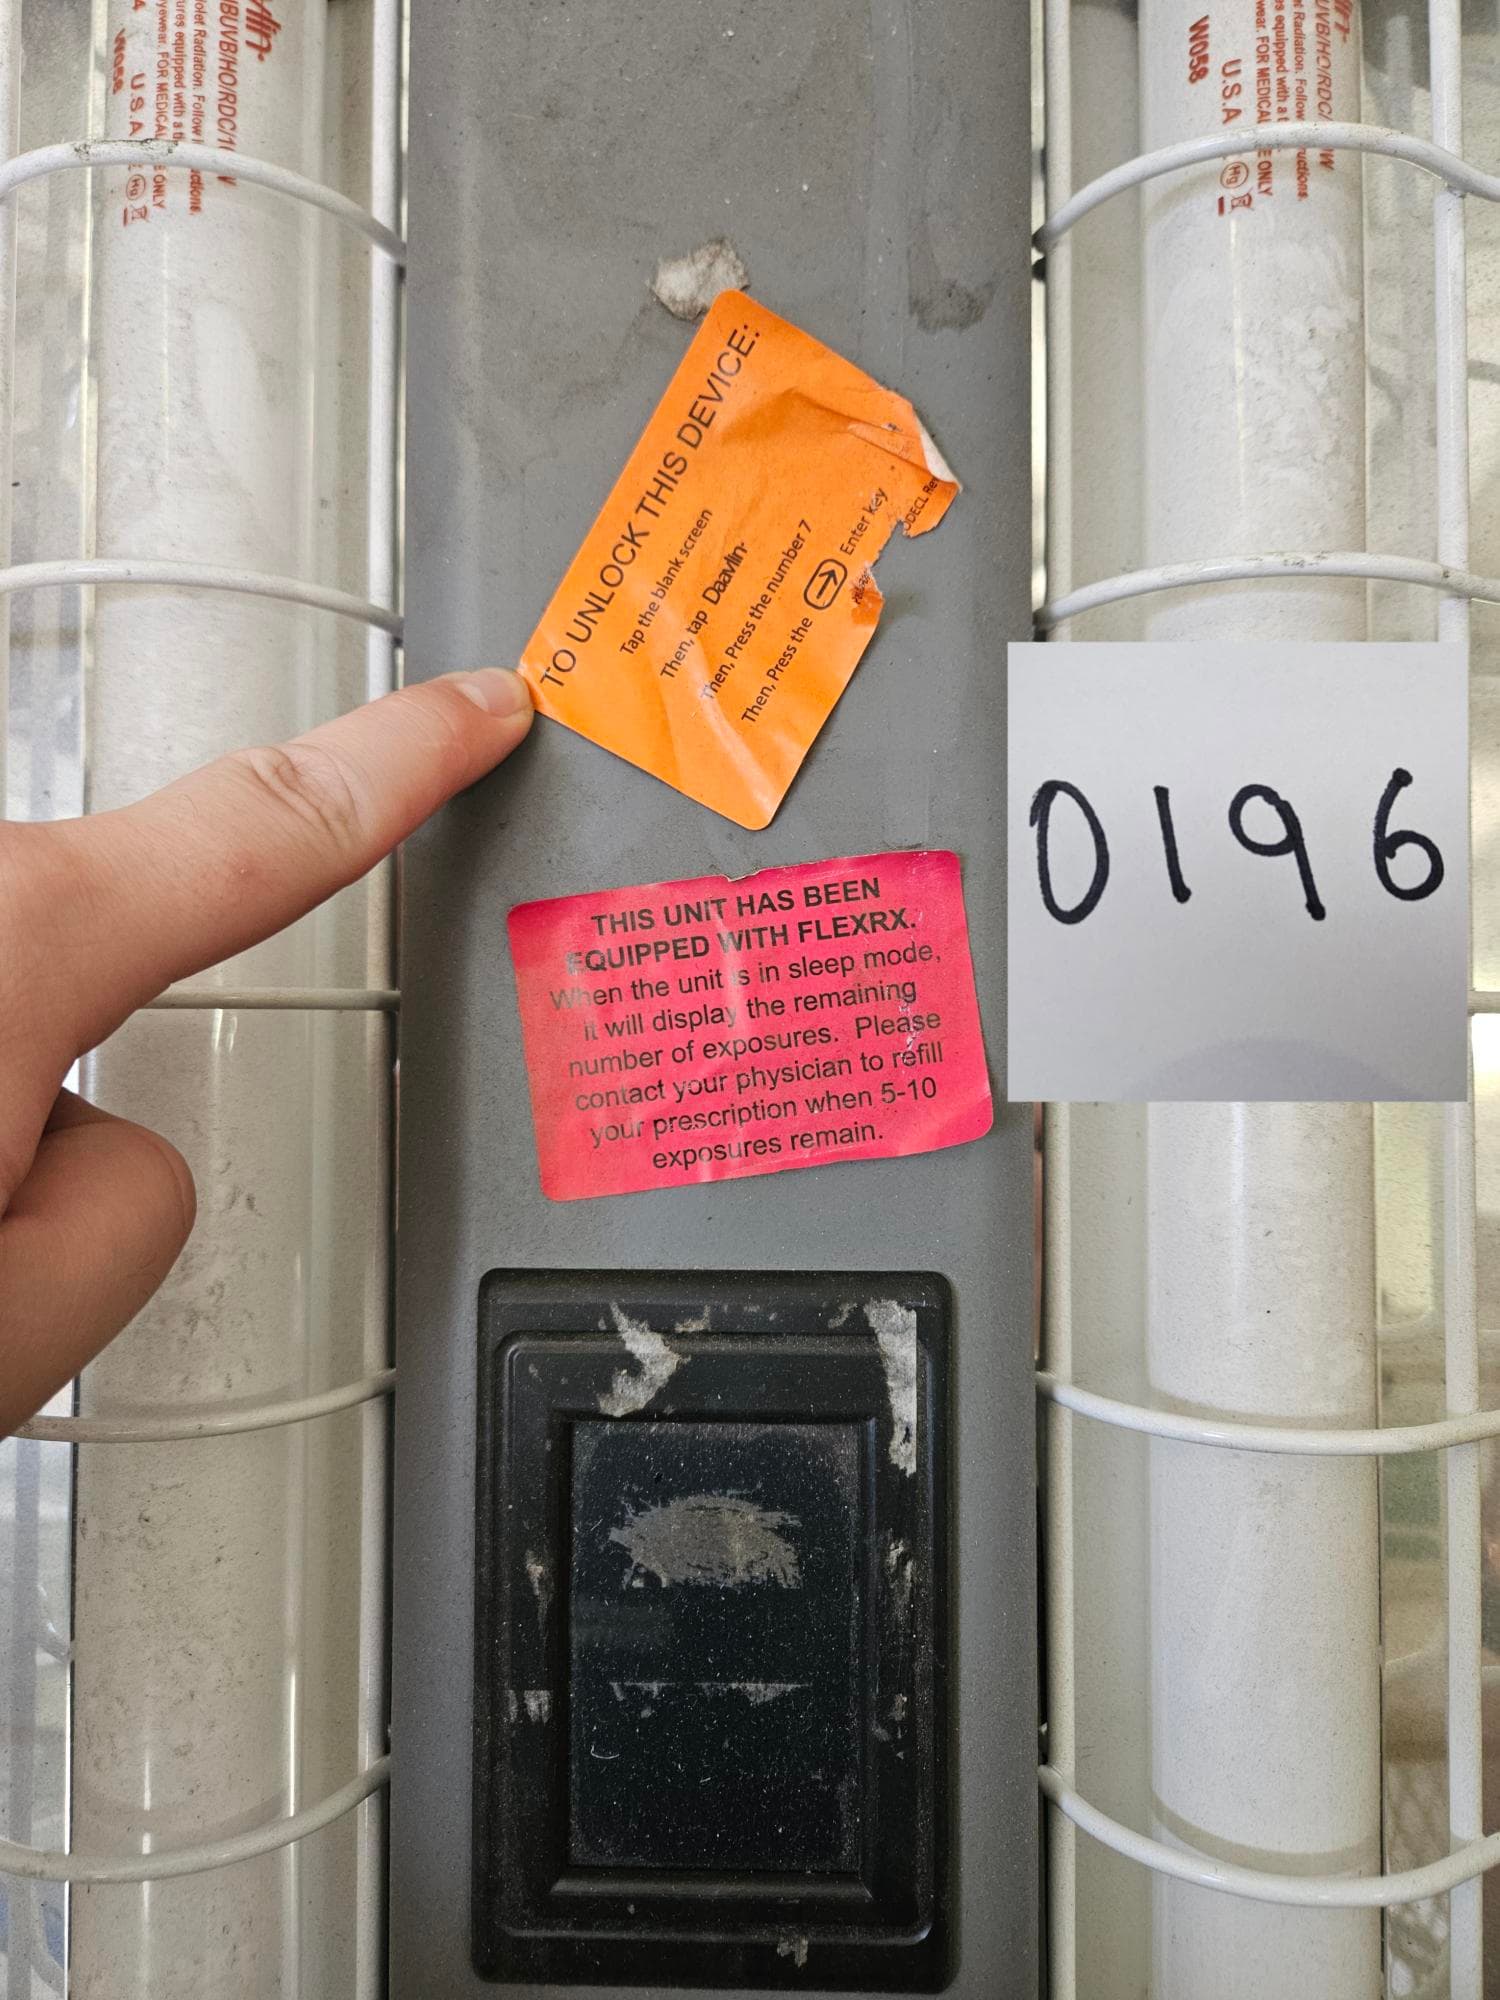 U.S.A
W058
Hg
U.S.A
W058
Hg
TO UNLOCK THIS DEVICE:
Tap the blank screen
Then, tap Daavlin
Then, Press the number 7
Then, Press the Enter key
THIS UNIT HAS BEEN
EQUIPPED WITH FLEXRX.
When the unit is in sleep mode,
it will display the remaining
number of exposures. Please
contact your physician to refill
your prescription when 5-10
exposures remain.
0196